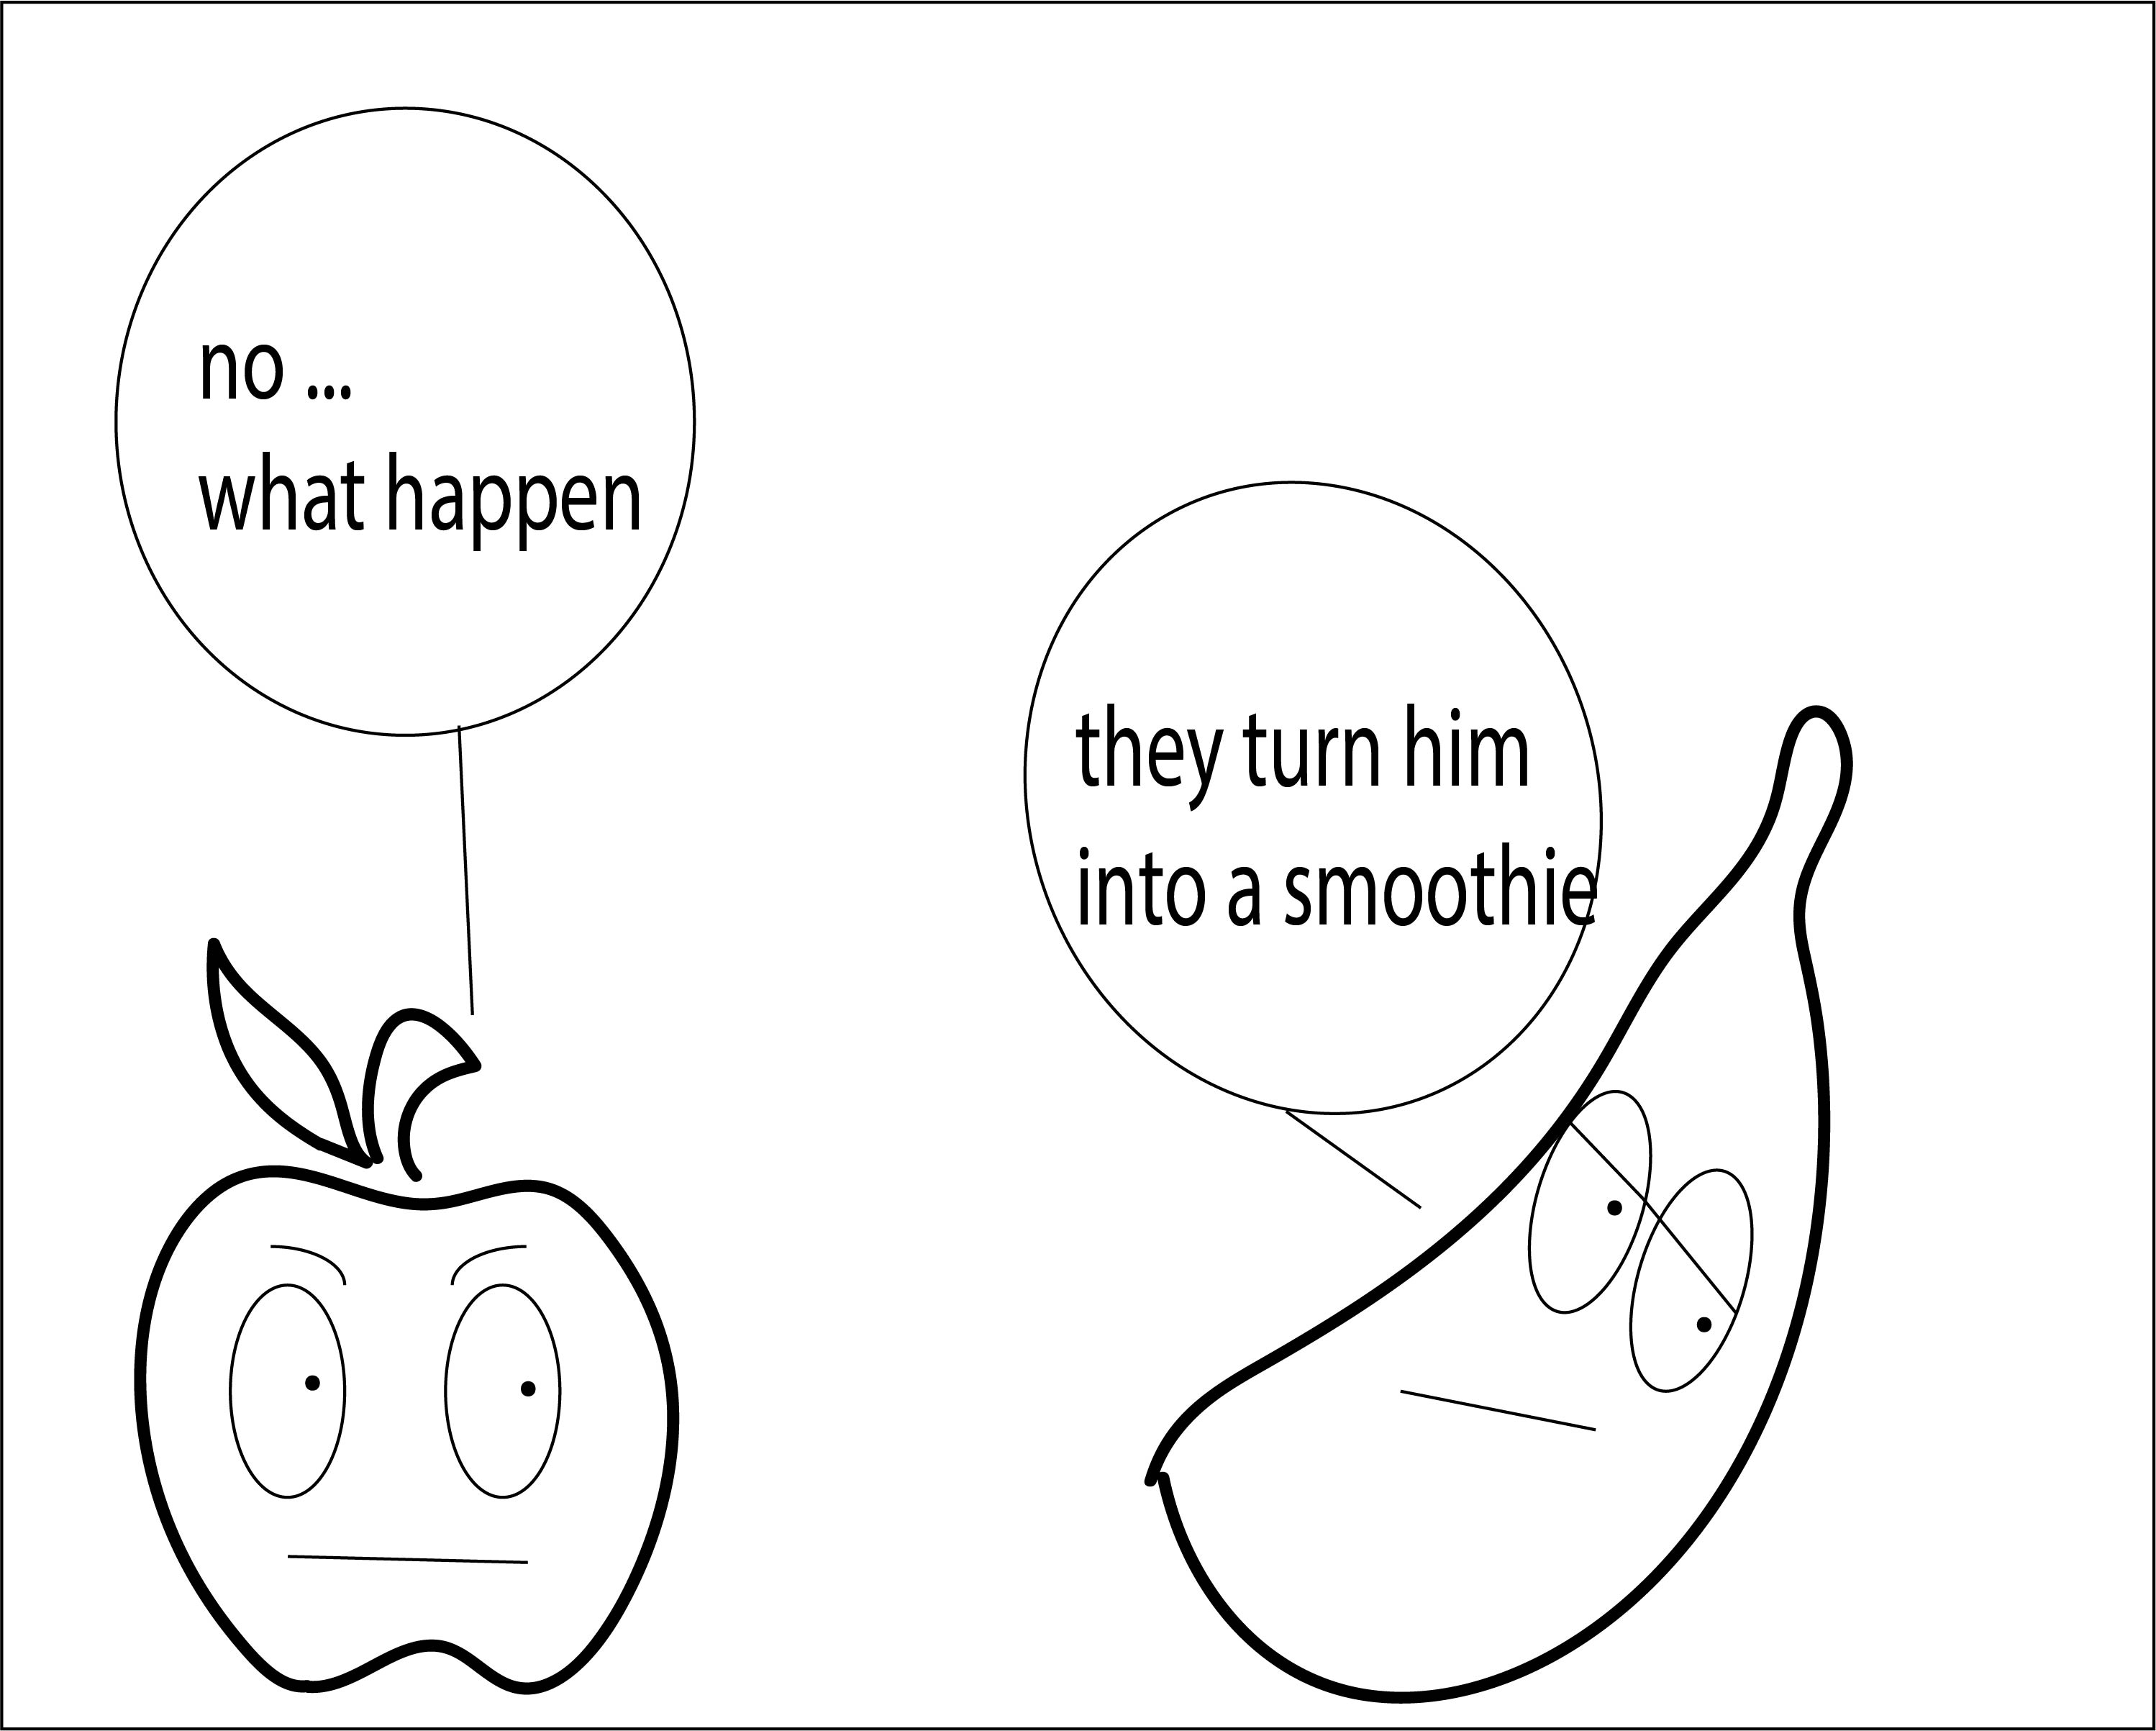 no ...
what happen
they turn him
into a smoothie